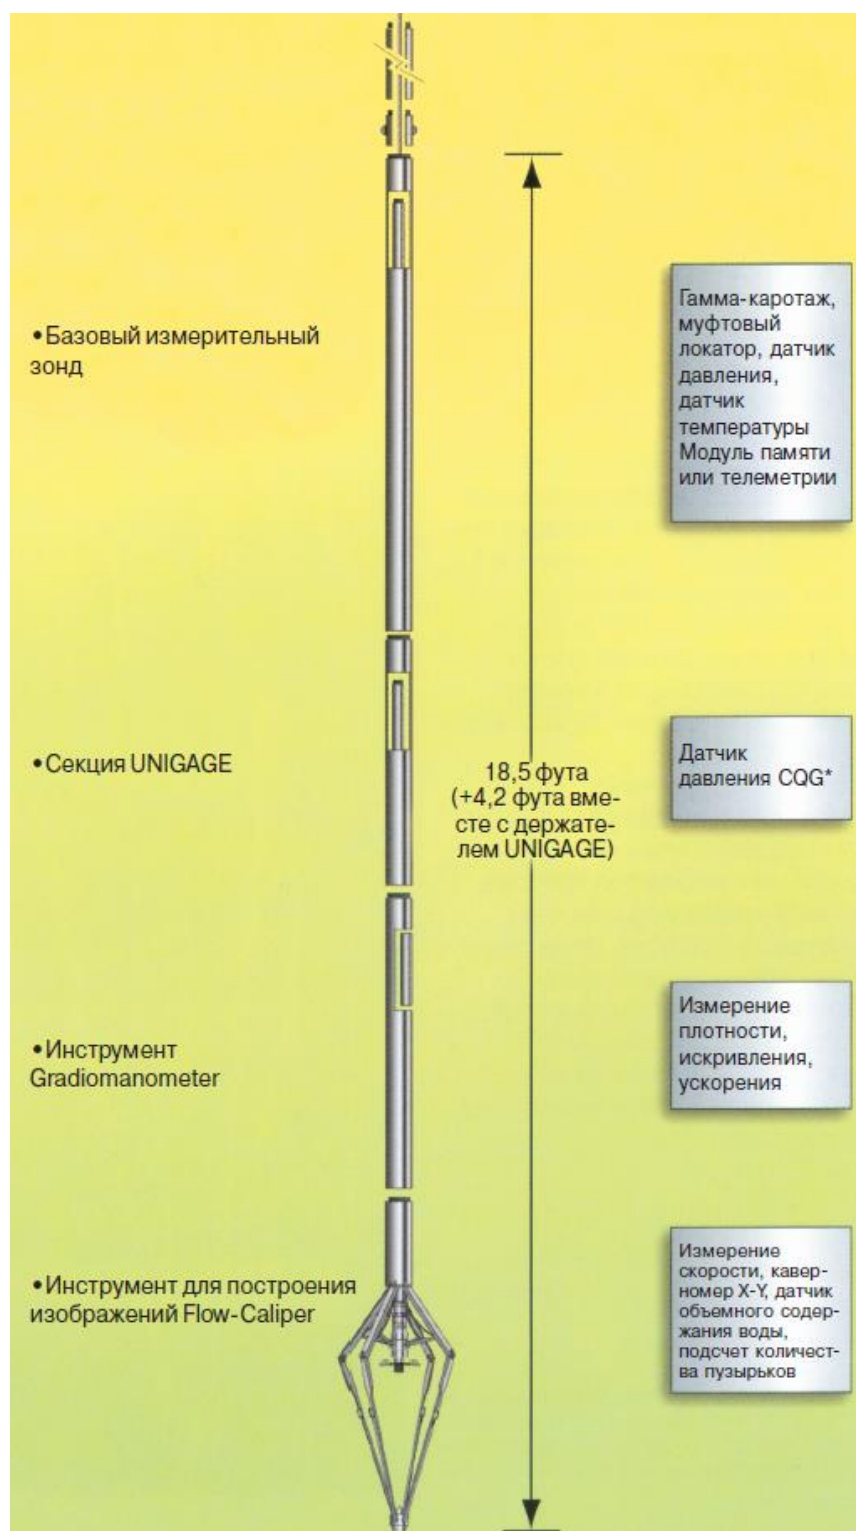 •Базовый измерительный
зонд
Гамма-каротаж,
муфтовый
локатор, датчик
давления,
датчик
температуры
Модуль памяти
или телеметрии
•Секция UNIGAGE
18,5 фута
(+4,2 фута вме-
сте с держате-
лем UNIGAGE)
Датчик
давления CQG*
•Инструмент
Gradiomanometer
Измерение
плотности,
искривления,
ускорения
•Инструмент для построения
изображений Flow-Caliper
Измерение
скорости, кавер-
номер X-Y, датчик
объемного содер-
жания воды,
подсчет количест-
ва пузырьков